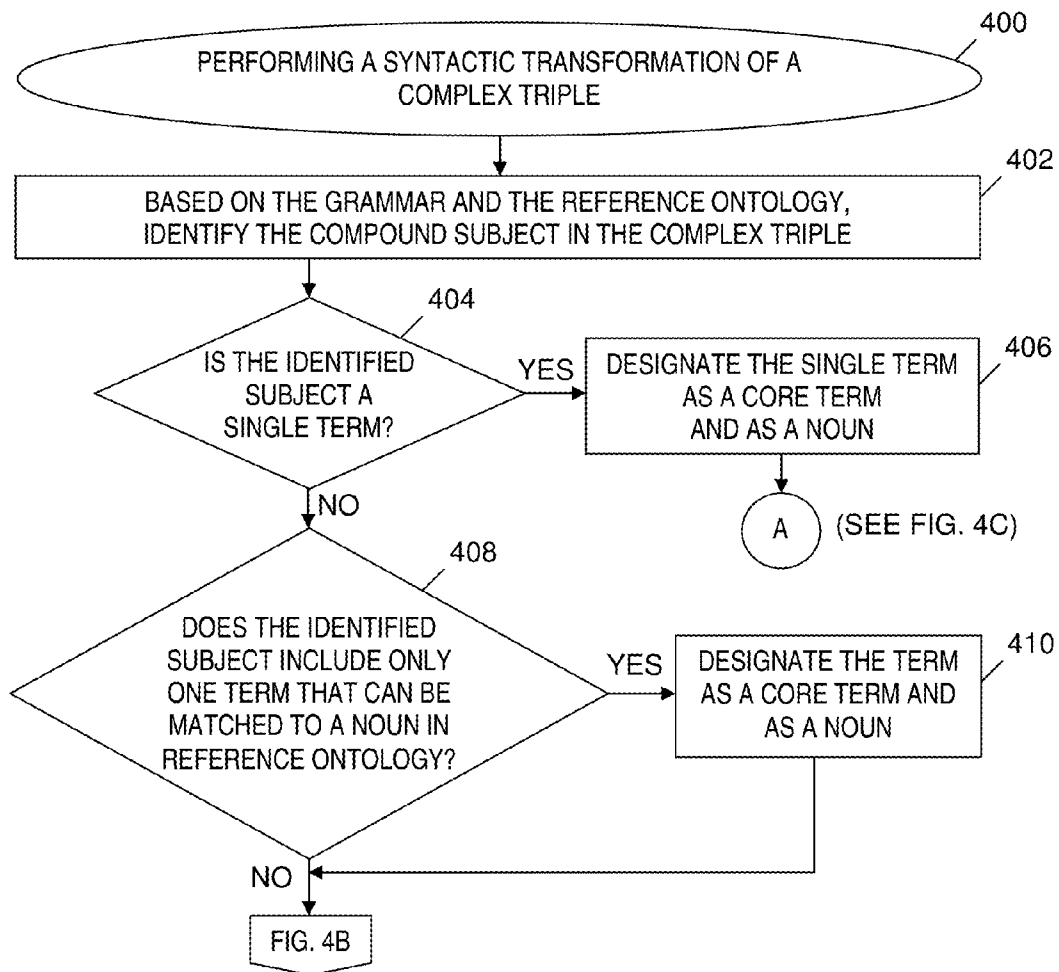 400
PERFORMING A SYNTACTIC TRANSFORMATION OF A
COMPLEX TRIPLE
402
BASED ON THE GRAMMAR AND THE REFERENCE ONTOLOGY,
IDENTIFY THE COMPOUND SUBJECT IN THE COMPLEX TRIPLE
404
IS THE IDENTIFIED
SUBJECT A
SINGLE TERM?
YES
406
DESIGNATE THE SINGLE TERM
AS A CORE TERM
AND AS A NOUN
NO
A
(SEE FIG. 4C)
408
DOES THE IDENTIFIED
SUBJECT INCLUDE ONLY
ONE TERM THAT CAN BE
MATCHED TO A NOUN IN
REFERENCE ONTOLOGY?
YES
410
DESIGNATE THE TERM
AS A CORE TERM AND
AS A NOUN
NO
FIG. 4B